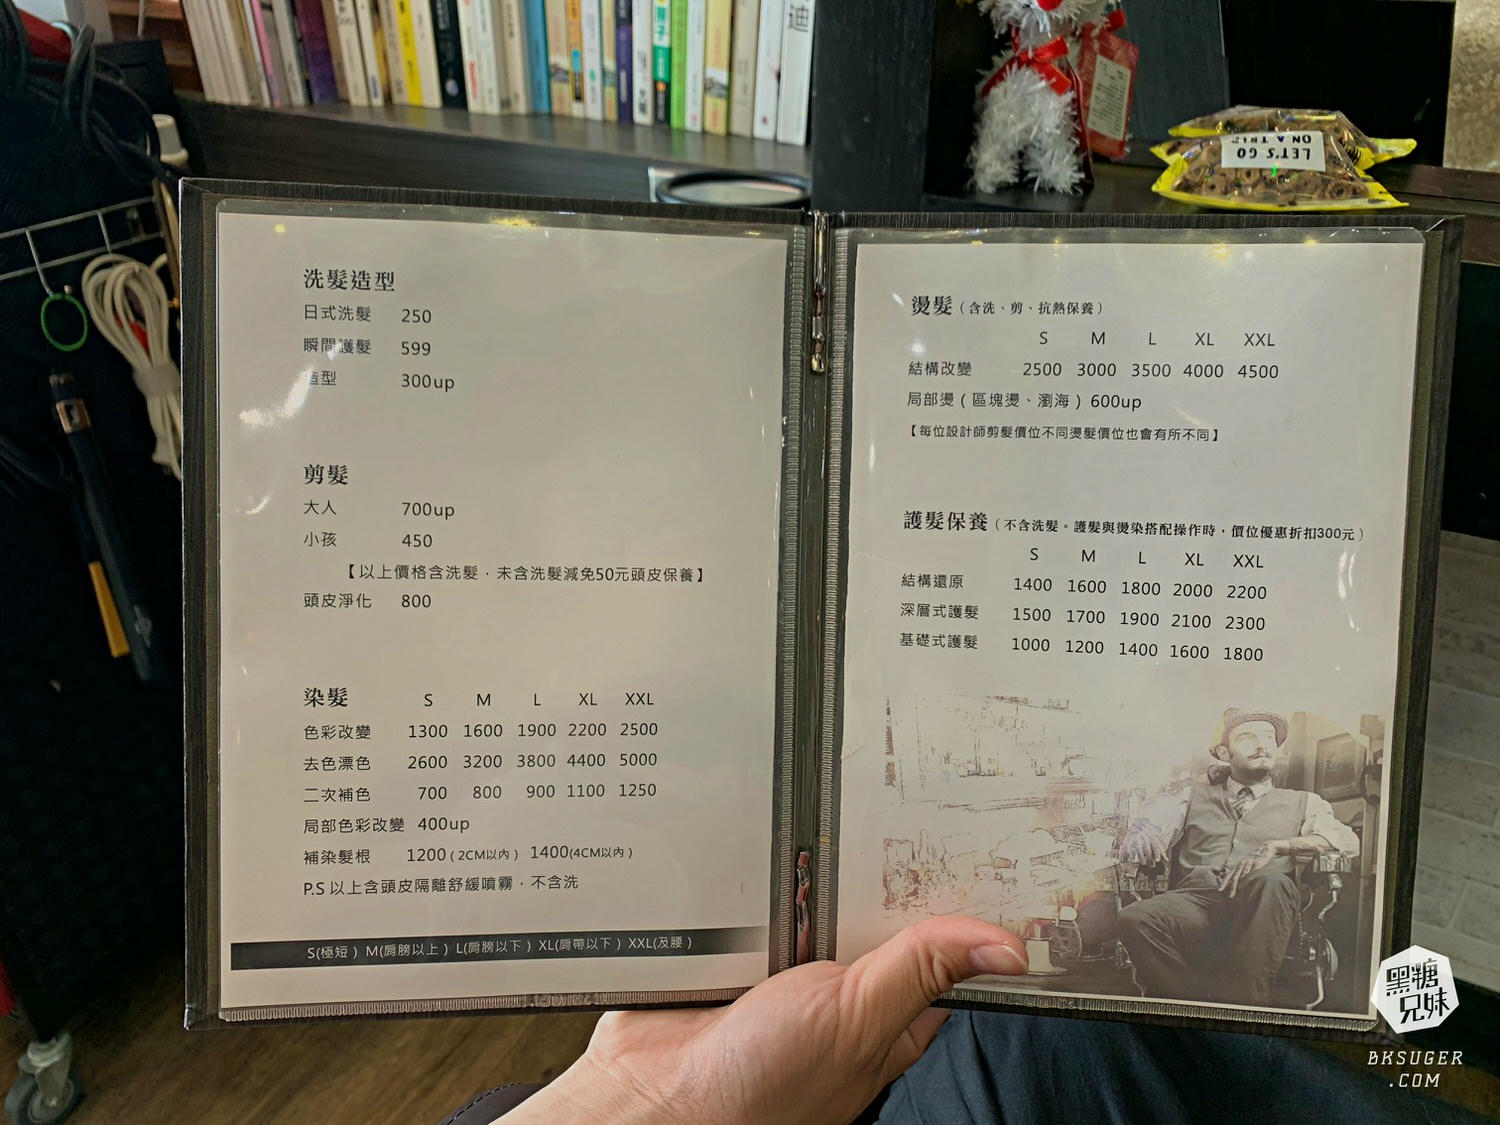 迪
LET'S GO
ON A TRIP
洗髮造型
日式洗髮 250
瞬間護髮 599
造型 300up
剪髮
大人 700up
小孩 450
【以上價格含洗髮，未含洗髮減免50元頭皮保養】
頭皮淨化 800
染髮 S M L XL XXL
色彩改變 1300 1600 1900 2200 2500
去色漂色 2600 3200 3800 4400 5000
二次補色 700 800 900 1100 1250
局部色彩改變 400up
補染髮根 1200 (2CM以內) 1400(4CM以內)
P.S 以上含頭皮隔離舒緩噴霧，不含洗
S(極短) M(肩膀以上) L(肩膀以下) XL(肩帶以下) XXL(及腰)
燙髮（含洗、剪、抗熱保養）
S M L XL XXL
結構改變 2500 3000 3500 4000 4500
局部燙（區塊燙、瀏海）600up
【每位設計師剪髮價位不同燙髮價位也會有所不同】
護髮保養（不含洗髮。護髮與燙染搭配操作時，價位優惠折扣300元）
S M L XL XXL
結構還原 1400 1600 1800 2000 2200
深層式護髮 1500 1700 1900 2100 2300
基礎式護髮 1000 1200 1400 1600 1800
黑糖
兄妹
BKSUGER
.COM